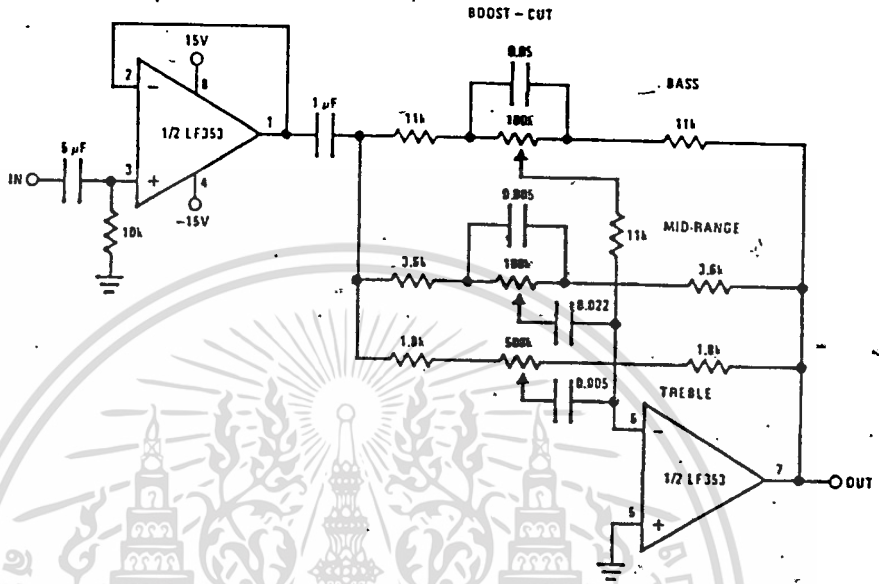 BOOST-CUT
15V
8
0.05
BASS
2
-
1 µF
1
1/2 LF353
11k
100k
11k
5 µF
IN
3
+
4
-15V
10k
0.005
11k
MID-RANGE
3.6k
100k
3.6k
0.022
1.8k
500k
1.8k
0.005
TREBLE
6
-
1/2 LF353
7
OUT
5
+